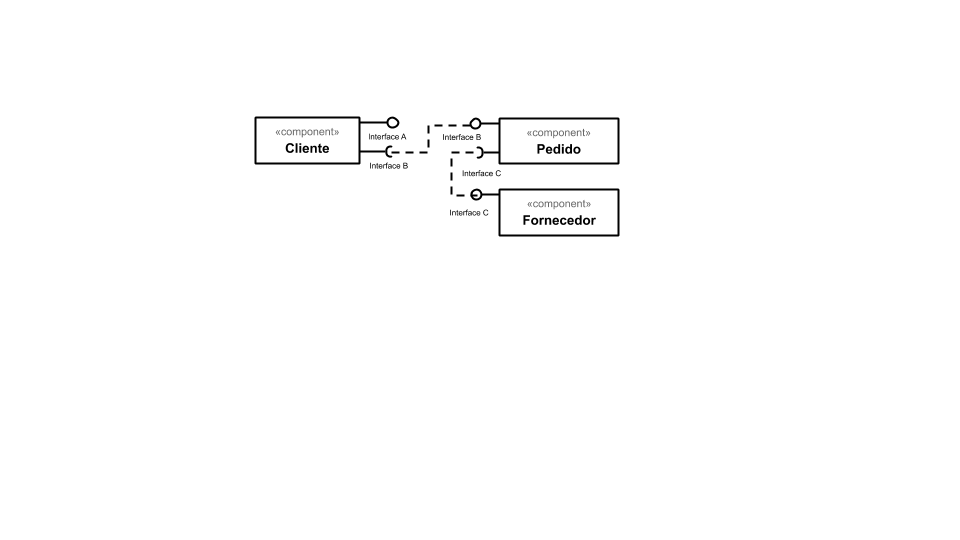 «component»
Cliente
Interface A
Interface B
Interface B
«component»
Pedido
Interface C
Interface C
«component»
Fornecedor